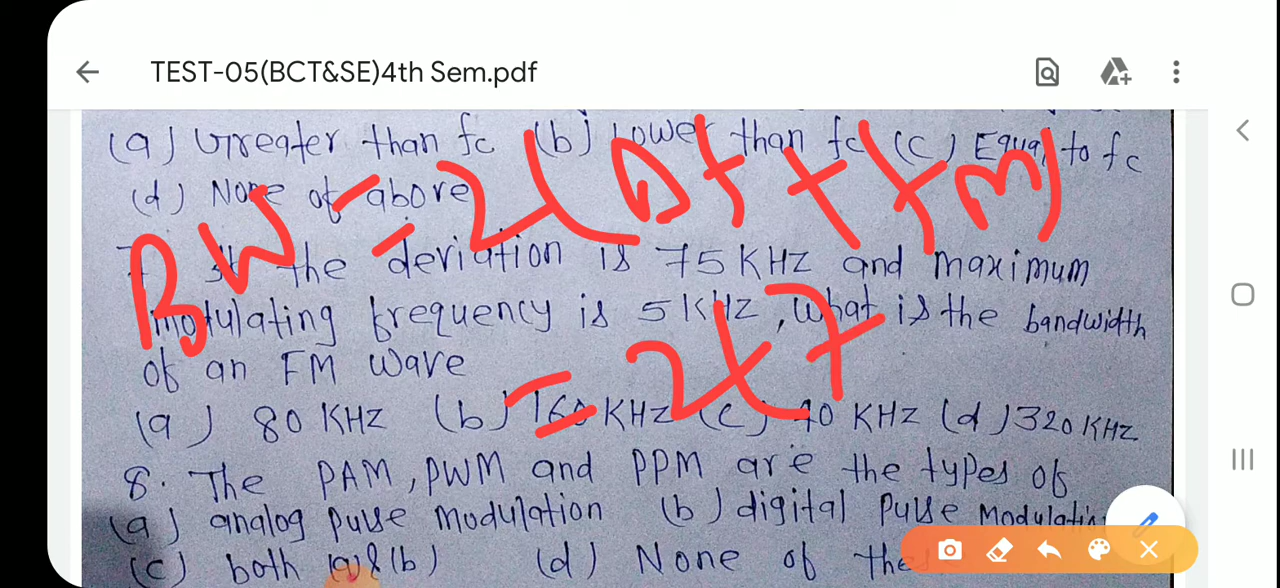 TEST-05(BCT&SE)4th Sem.pdf
(a) Greater than fc (b) Lower than fc (c) Equal to fc
(d) None of above
BW = 2(Δf + fm)
the deviation is 75 KHz and maximum
modulating frequency is 5 KHz, what is the bandwidth
of an FM wave
= 2(7
(a) 80 KHz (b) 160 KHz (c) 40 KHz (d) 320 KHz
8. The PAM, PWM and PPM are the types of
(a) analog pulse modulation (b) digital Pulse Modulati
(c) both (a) & (b) (d) None of the